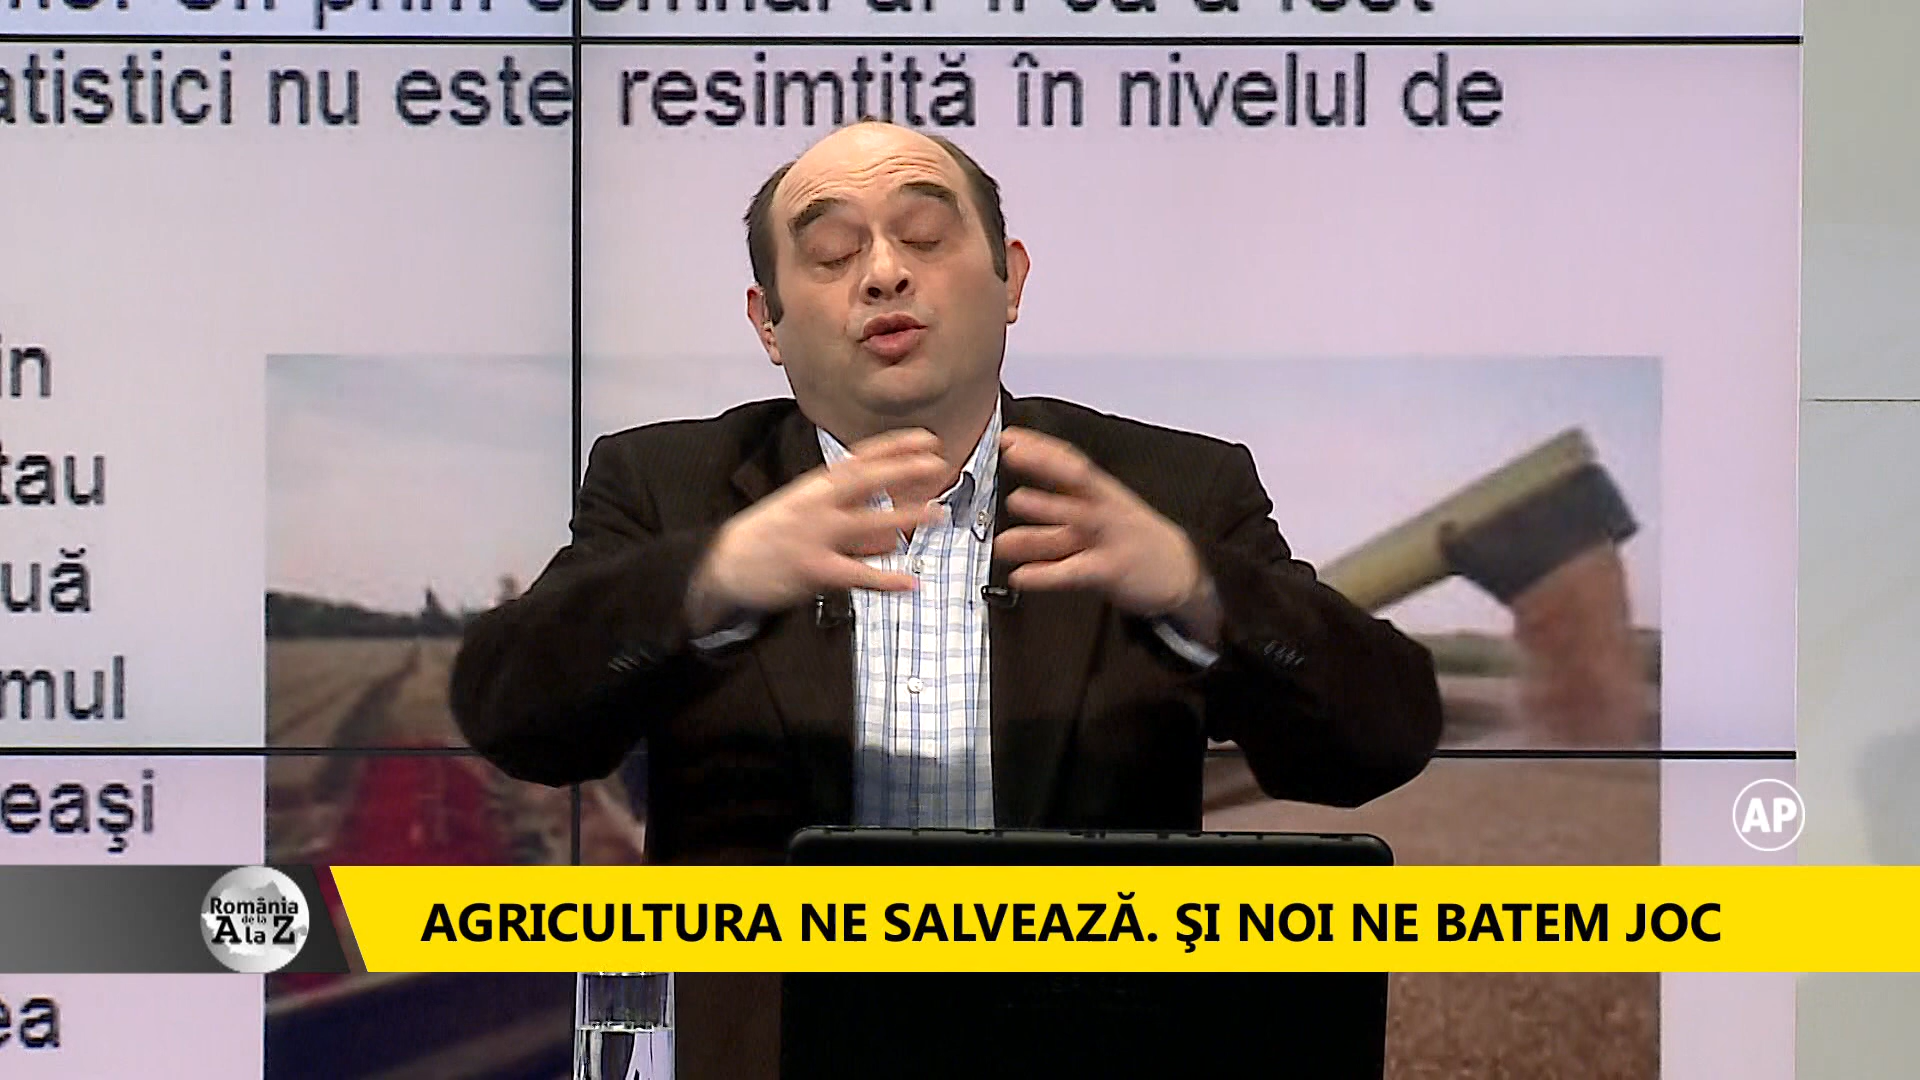 nu este resimțită în nivelul de
in
tau
uă
mul
eași
ea
AP
România
de la
A la Z
AGRICULTURA NE SALVEAZĂ. ŞI NOI NE BATEM JOC